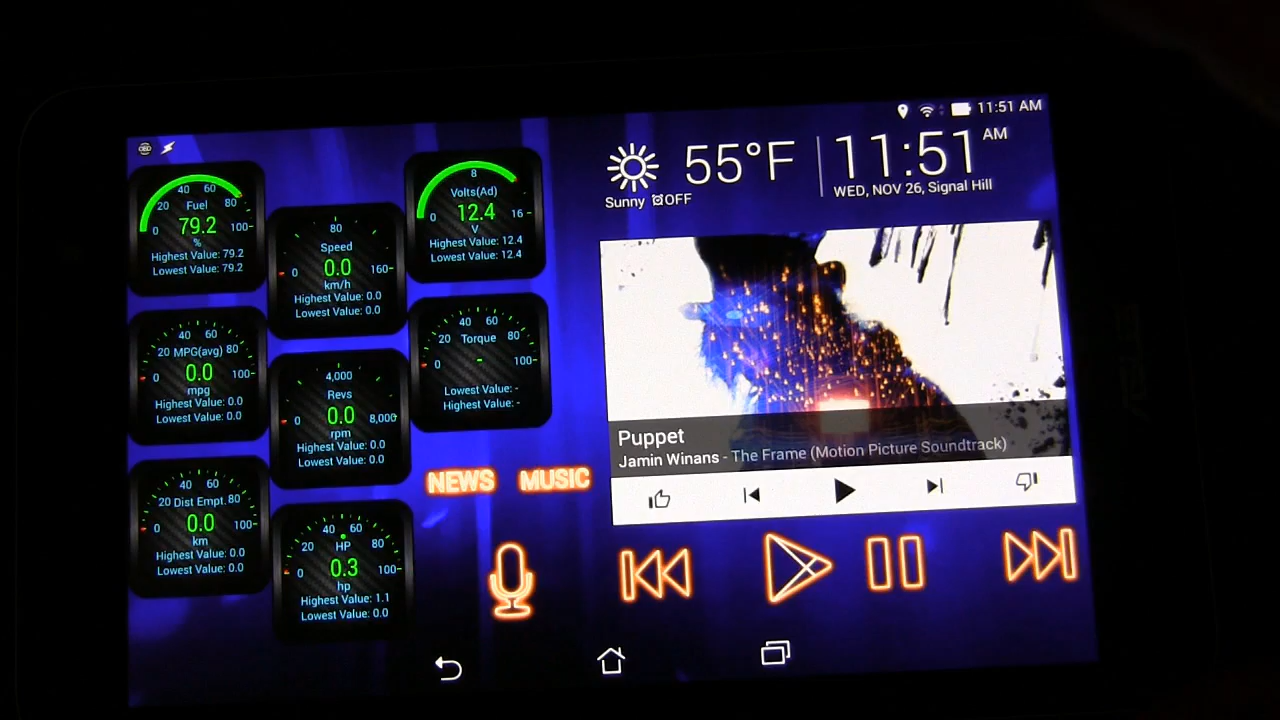 11:51 AM
55°F
11:51 AM
Sunny OFF
WED, NOV 26, Signal Hill
0 20 40 60 80 100
Fuel
79.2
%
Highest Value: 79.2
Lowest Value: 79.2
0 80 160
Speed
0.0
km/h
Highest Value: 0.0
Lowest Value: 0.0
0 8 16
Volts(Ad)
12.4
V
Highest Value: 12.4
Lowest Value: 12.4
0 20 40 60 80 100
MPG(avg)
0.0
mpg
Highest Value: 0.0
Lowest Value: 0.0
0 4,000 8,000
Revs
0.0
rpm
Highest Value: 0.0
Lowest Value: 0.0
0 20 40 60 80 100
Torque
-
Lowest Value: -
Highest Value: -
0 20 40 60 80 100
Dist Empt.
0.0
km
Highest Value: 0.0
Lowest Value: 0.0
0 20 40 60 80 100
HP
0.3
hp
Highest Value: 1.1
Lowest Value: 0.0
NEWS MUSIC
Puppet
Jamin Winans - The Frame (Motion Picture Soundtrack)